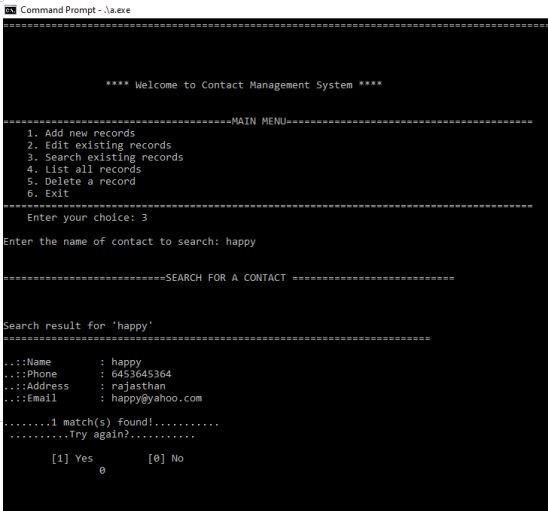 Command Prompt - .\a.exe
==========================================================================================
**** Welcome to Contact Management System ****
======================================MAIN MENU=========================================
1. Add new records
2. Edit existing records
3. Search existing records
4. List all records
5. Delete a record
6. Exit
========================================================================================
Enter your choice: 3
Enter the name of contact to search: happy
===========================SEARCH FOR A CONTACT ===========================
Search result for 'happy'
=======================================================================
..::Name        : happy
..::Phone       : 6453645364
..::Address     : rajasthan
..::Email       : happy@yahoo.com
........1 match(s) found!...........
..........Try again?...........
[1] Yes         [0] No
0